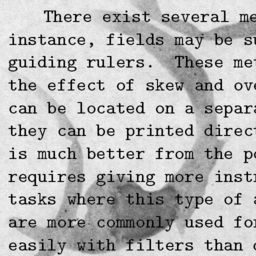 There exist several me
instance, fields may be su
guiding rulers. These met
the effect of skew and ove
can be located on a separa
they can be printed direct
is much better from the po
requires giving more instr
tasks where this type of a
are more commonly used for
easily with filters than o